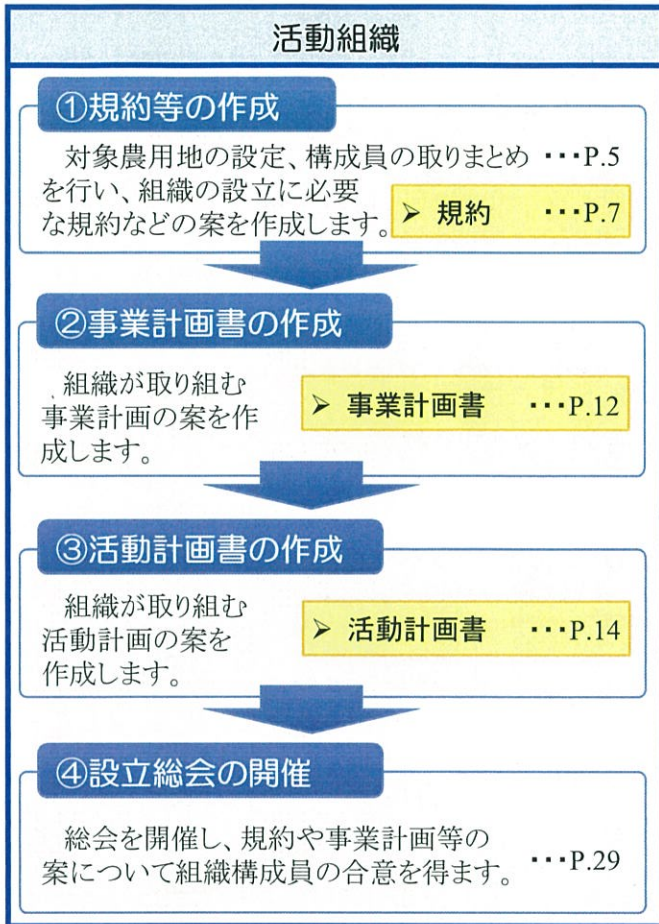 活動組織
①規約等の作成
対象農用地の設定、構成員の取りまとめ ･･･P.5
を行い、組織の設立に必要
な規約などの案を作成します。
➢ 規約 ･･･P.7
②事業計画書の作成
組織が取り組む
事業計画の案を作
成します。
➢ 事業計画書 ･･･P.12
③活動計画書の作成
組織が取り組む
活動計画の案を
作成します。
➢ 活動計画書 ･･･P.14
④設立総会の開催
総会を開催し、規約や事業計画等の
案について組織構成員の合意を得ます。 ･･･P.29